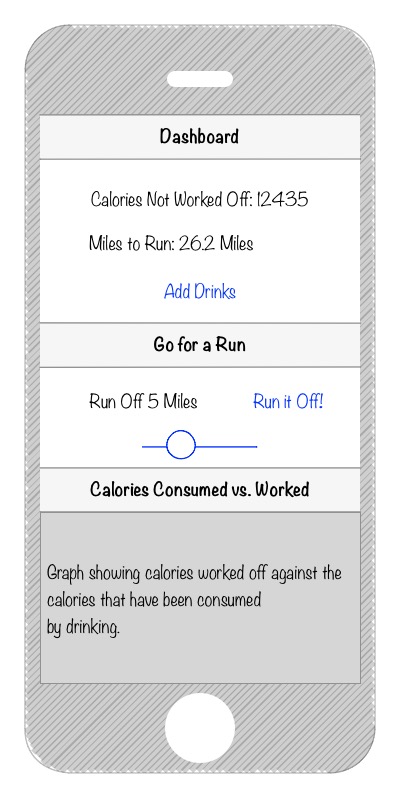 Dashboard
Calories Not Worked Off: 12435
Miles to Run: 26.2 Miles
Add Drinks
Go for a Run
Run Off 5 Miles Run it Off!
Calories Consumed vs. Worked
Graph showing calories worked off against the
calories that have been consumed
by drinking.